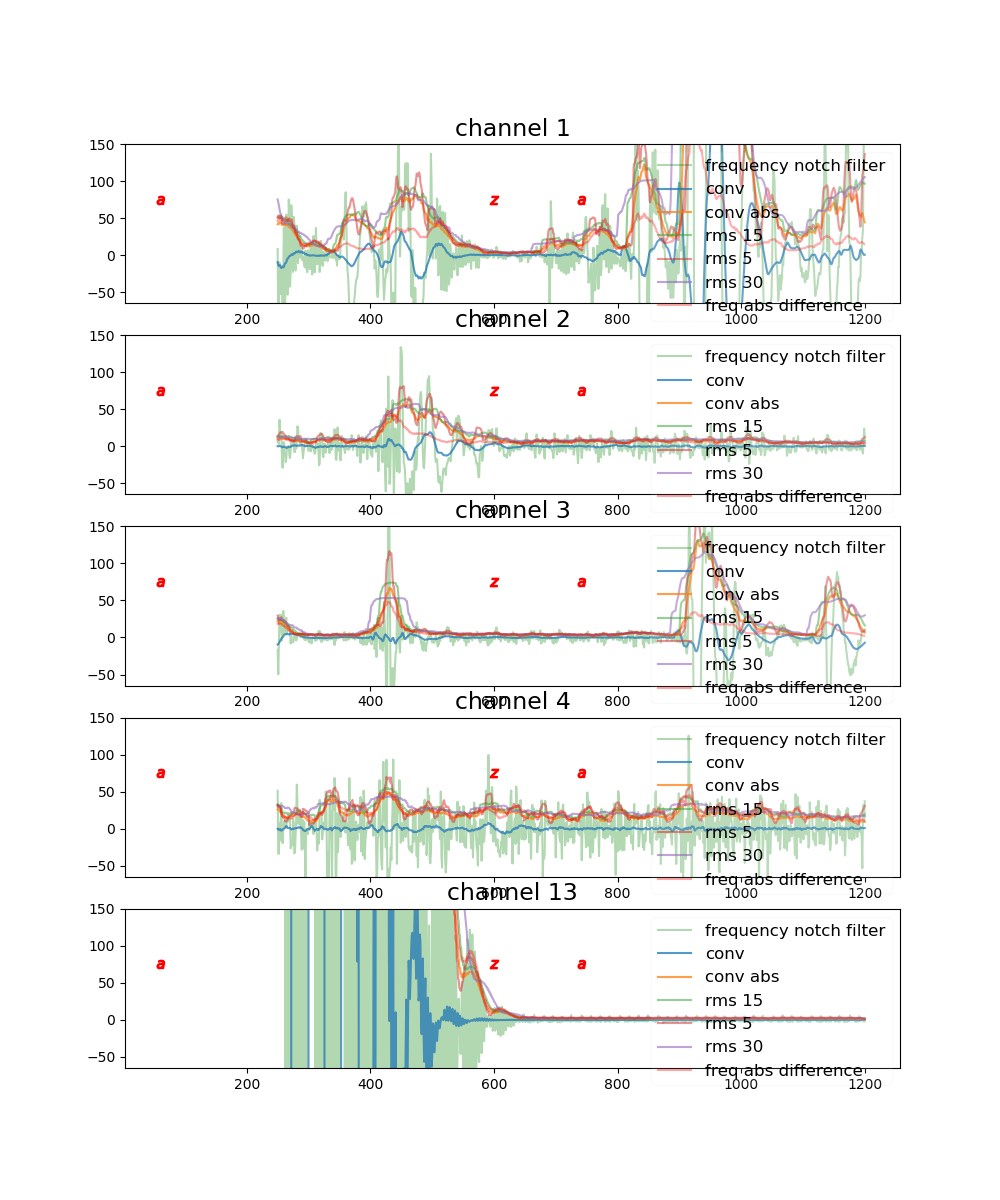 channel 1
150
100
50
0
−50
a z a
frequency notch filter
conv
conv abs
rms 15
rms 5
rms 30
freq abs difference
200 400 600 800 1000 1200
channel 2
150
100
50
0
−50
a z a
frequency notch filter
conv
conv abs
rms 15
rms 5
rms 30
freq abs difference
200 400 600 800 1000 1200
channel 3
150
100
50
0
−50
a z a
frequency notch filter
conv
conv abs
rms 15
rms 5
rms 30
freq abs difference
200 400 600 800 1000 1200
channel 4
150
100
50
0
−50
a z a
frequency notch filter
conv
conv abs
rms 15
rms 5
rms 30
freq abs difference
200 400 600 800 1000 1200
channel 13
150
100
50
0
−50
a z a
frequency notch filter
conv
conv abs
rms 15
rms 5
rms 30
freq abs difference
200 400 600 800 1000 1200